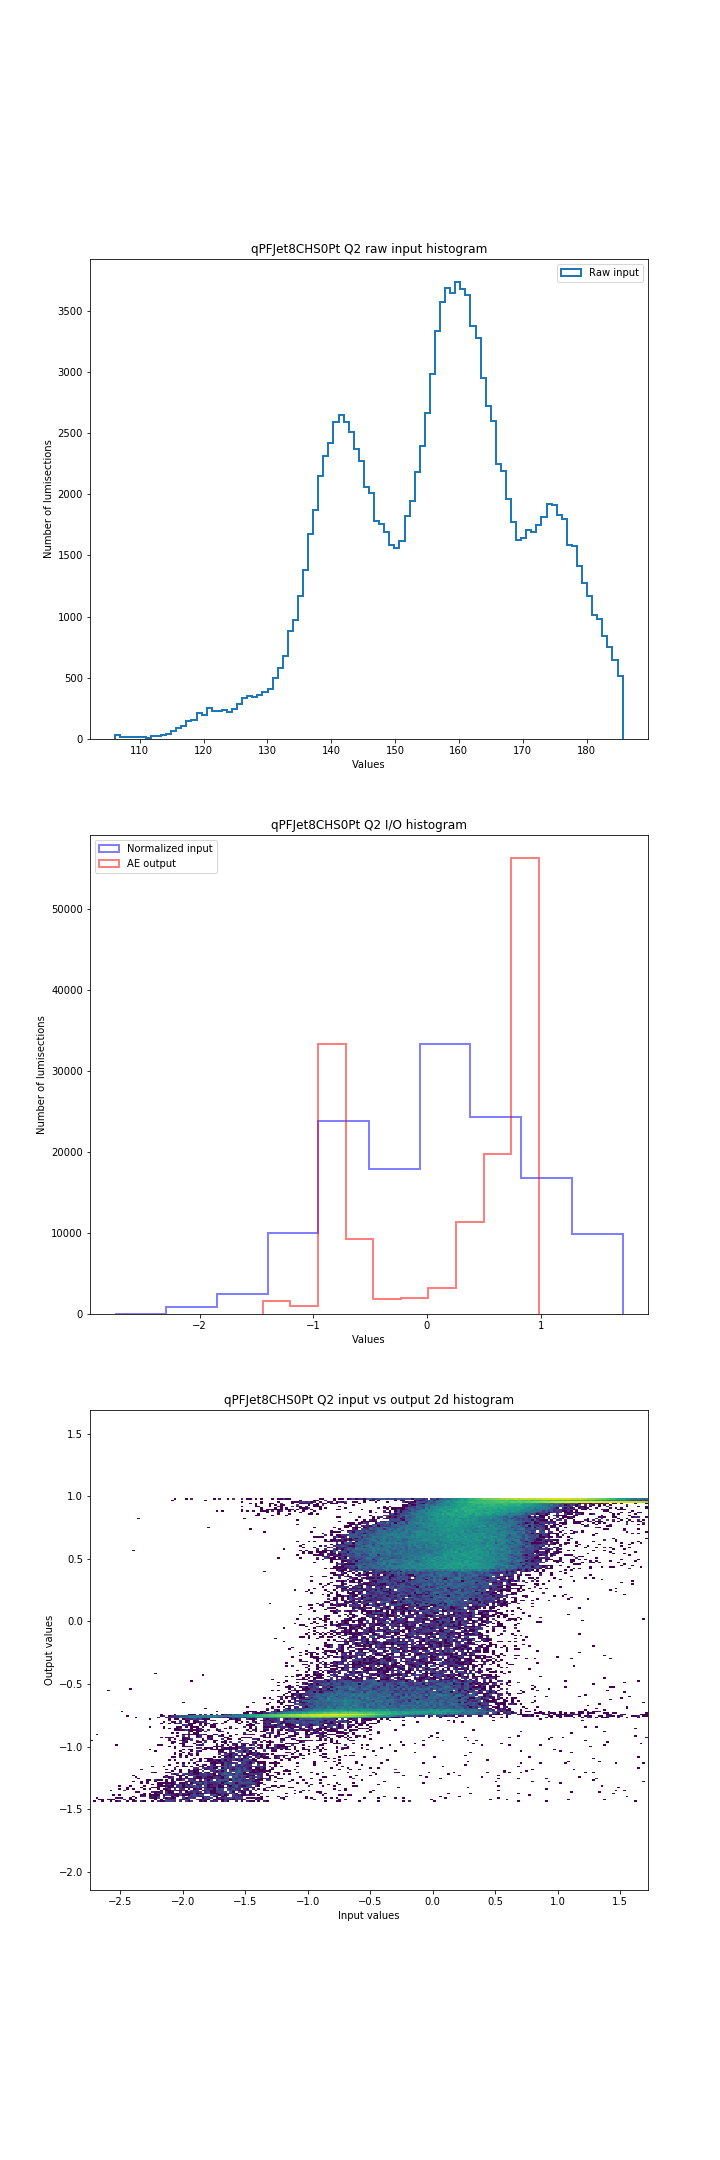 qPFJet8CHS0Pt Q2 raw input histogram
Raw input
3500
3000
2500
2000
1500
1000
500
0
Number of lumisections
110 120 130 140 150 160 170 180
Values
qPFJet8CHS0Pt Q2 I/O histogram
Normalized input
AE output
50000
40000
30000
20000
10000
0
Number of lumisections
−2 −1 0 1
Values
qPFJet8CHS0Pt Q2 input vs output 2d histogram
1.5
1.0
0.5
0.0
−0.5
−1.0
−1.5
−2.0
Output values
−2.5 −2.0 −1.5 −1.0 −0.5 0.0 0.5 1.0 1.5
Input values